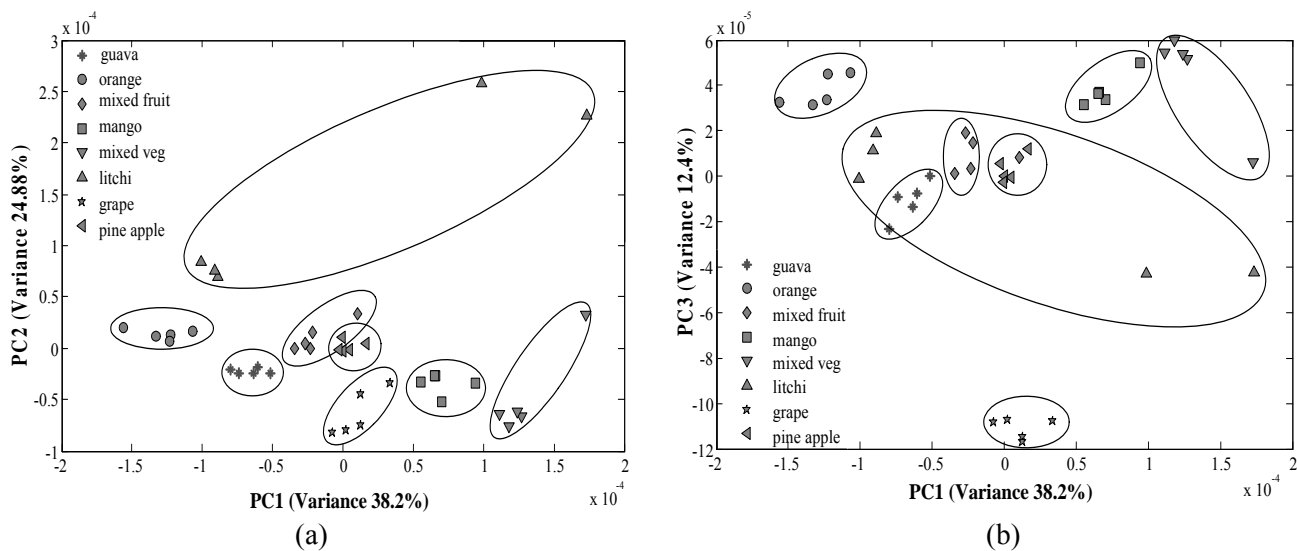 x 10⁻⁴
3
2.5
2
1.5
1
0.5
0
-0.5
-1
PC2 (Variance 24.88%)
guava
orange
mixed fruit
mango
mixed veg
litchi
grape
pine apple
-2 -1.5 -1 -0.5 0 0.5 1 1.5 2
PC1 (Variance 38.2%)
x 10⁻⁴
(a)
x 10⁻⁵
6
4
2
0
-2
-4
-6
-8
-10
-12
PC3 (Variance 12.4%)
guava
orange
mixed fruit
mango
mixed veg
litchi
grape
pine apple
-2 -1.5 -1 -0.5 0 0.5 1 1.5 2
PC1 (Variance 38.2%)
x 10⁻⁴
(b)